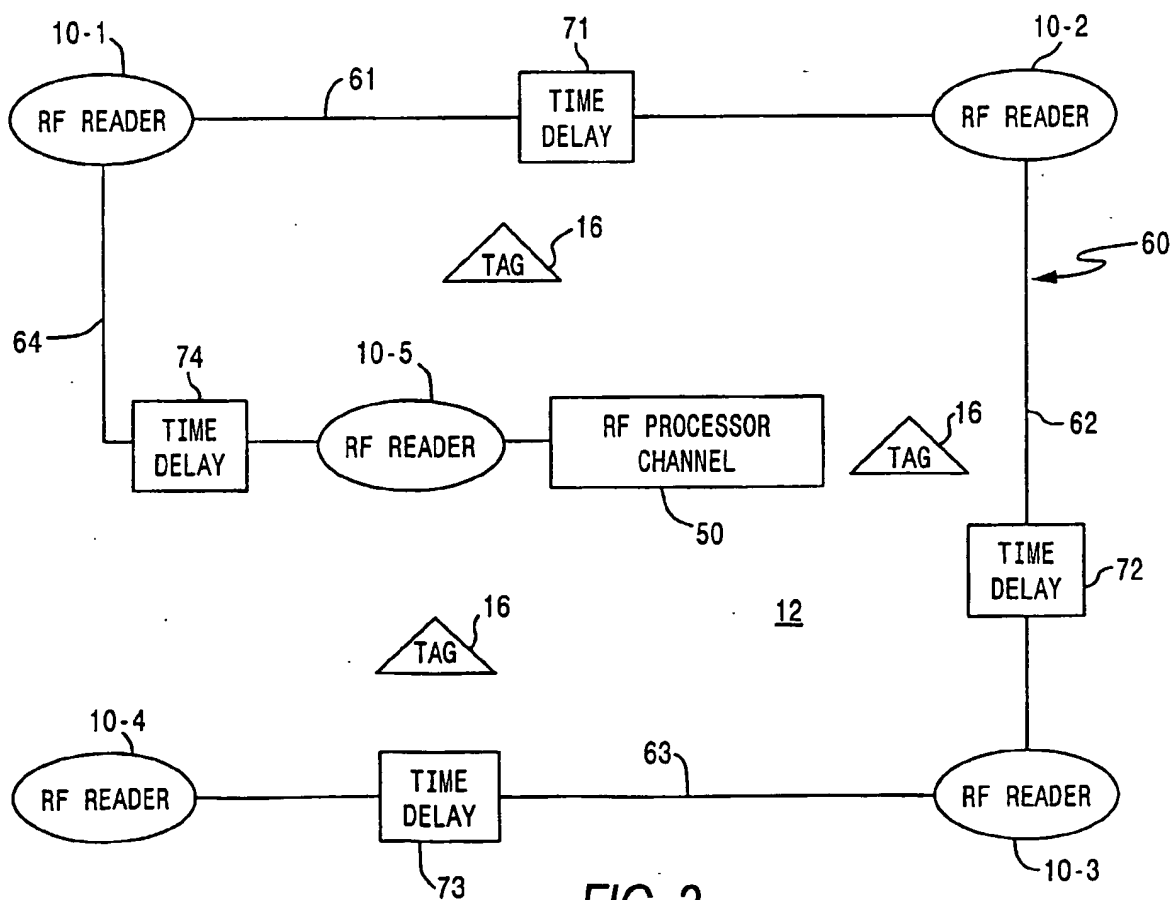 10-1
71
10-2
61
RF READER
TIME
DELAY
RF READER
16
TAG
60
64
74
10-5
TIME
DELAY
RF READER
RF PROCESSOR
CHANNEL
16
TAG
62
50
TIME
DELAY
72
16
TAG
12
10-4
63
RF READER
TIME
DELAY
RF READER
73
10-3